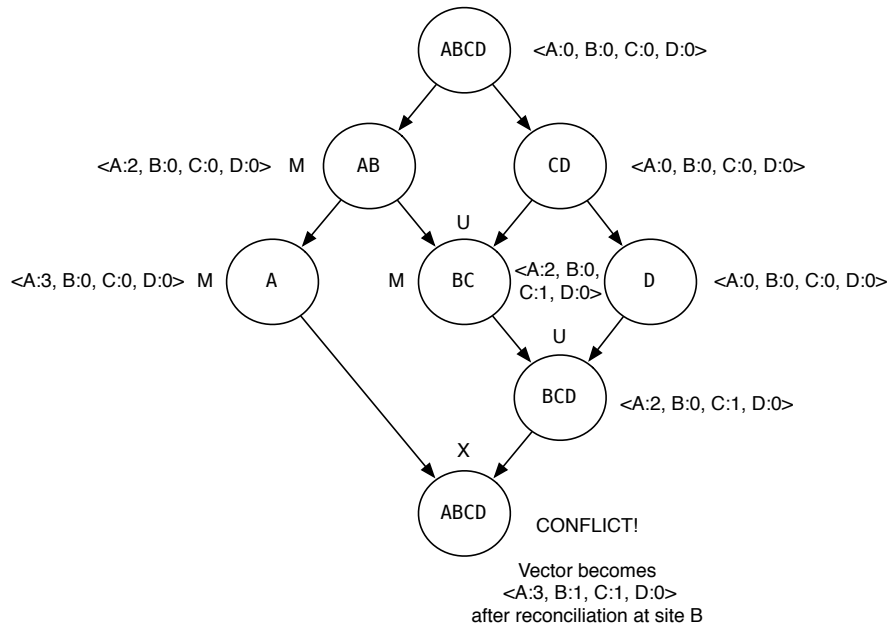 ABCD <A:0, B:0, C:0, D:0>
<A:2, B:0, C:0, D:0> M AB CD <A:0, B:0, C:0, D:0>
U
<A:3, B:0, C:0, D:0> M A M BC <A:2, B:0,
C:1, D:0> D <A:0, B:0, C:0, D:0>
U
BCD <A:2, B:0, C:1, D:0>
X
ABCD CONFLICT!
Vector becomes
<A:3, B:1, C:1, D:0>
after reconciliation at site B